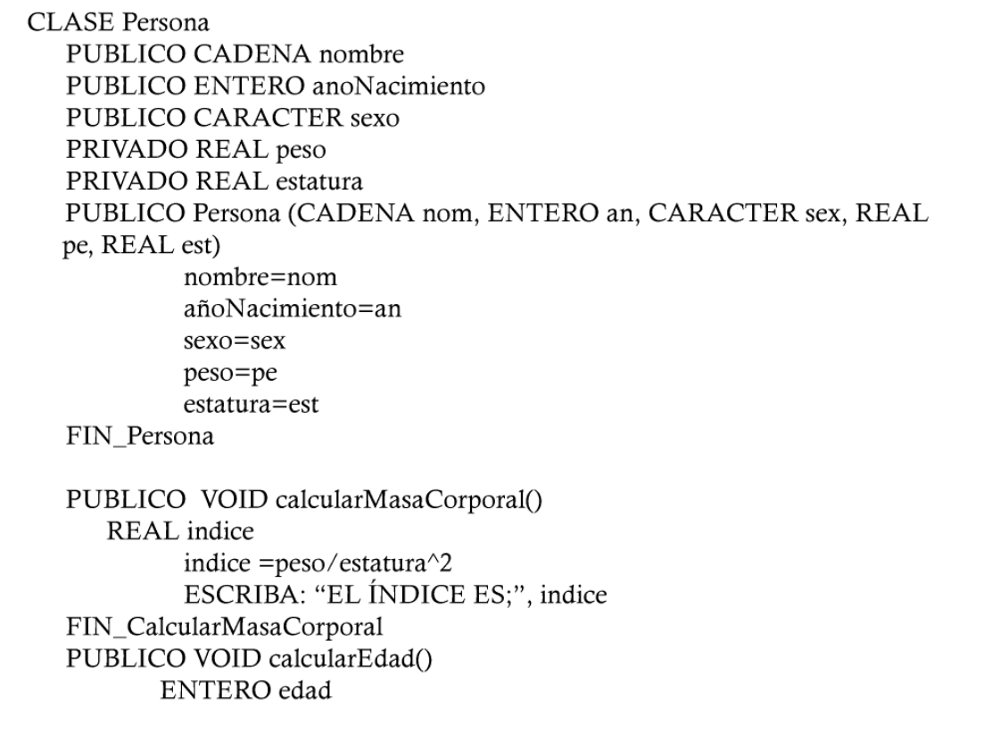 CLASE Persona
PUBLICO CADENA nombre
PUBLICO ENTERO anoNacimiento
PUBLICO CARACTER sexo
PRIVADO REAL peso
PRIVADO REAL estatura
PUBLICO Persona (CADENA nom, ENTERO an, CARACTER sex, REAL
pe, REAL est)
nombre=nom
añoNacimiento=an
sexo=sex
peso=pe
estatura=est
FIN_Persona
PUBLICO VOID calcularMasaCorporal()
REAL indice
indice =peso/estatura^2
ESCRIBA: “EL ÍNDICE ES;”, indice
FIN_CalcularMasaCorporal
PUBLICO VOID calcularEdad()
ENTERO edad